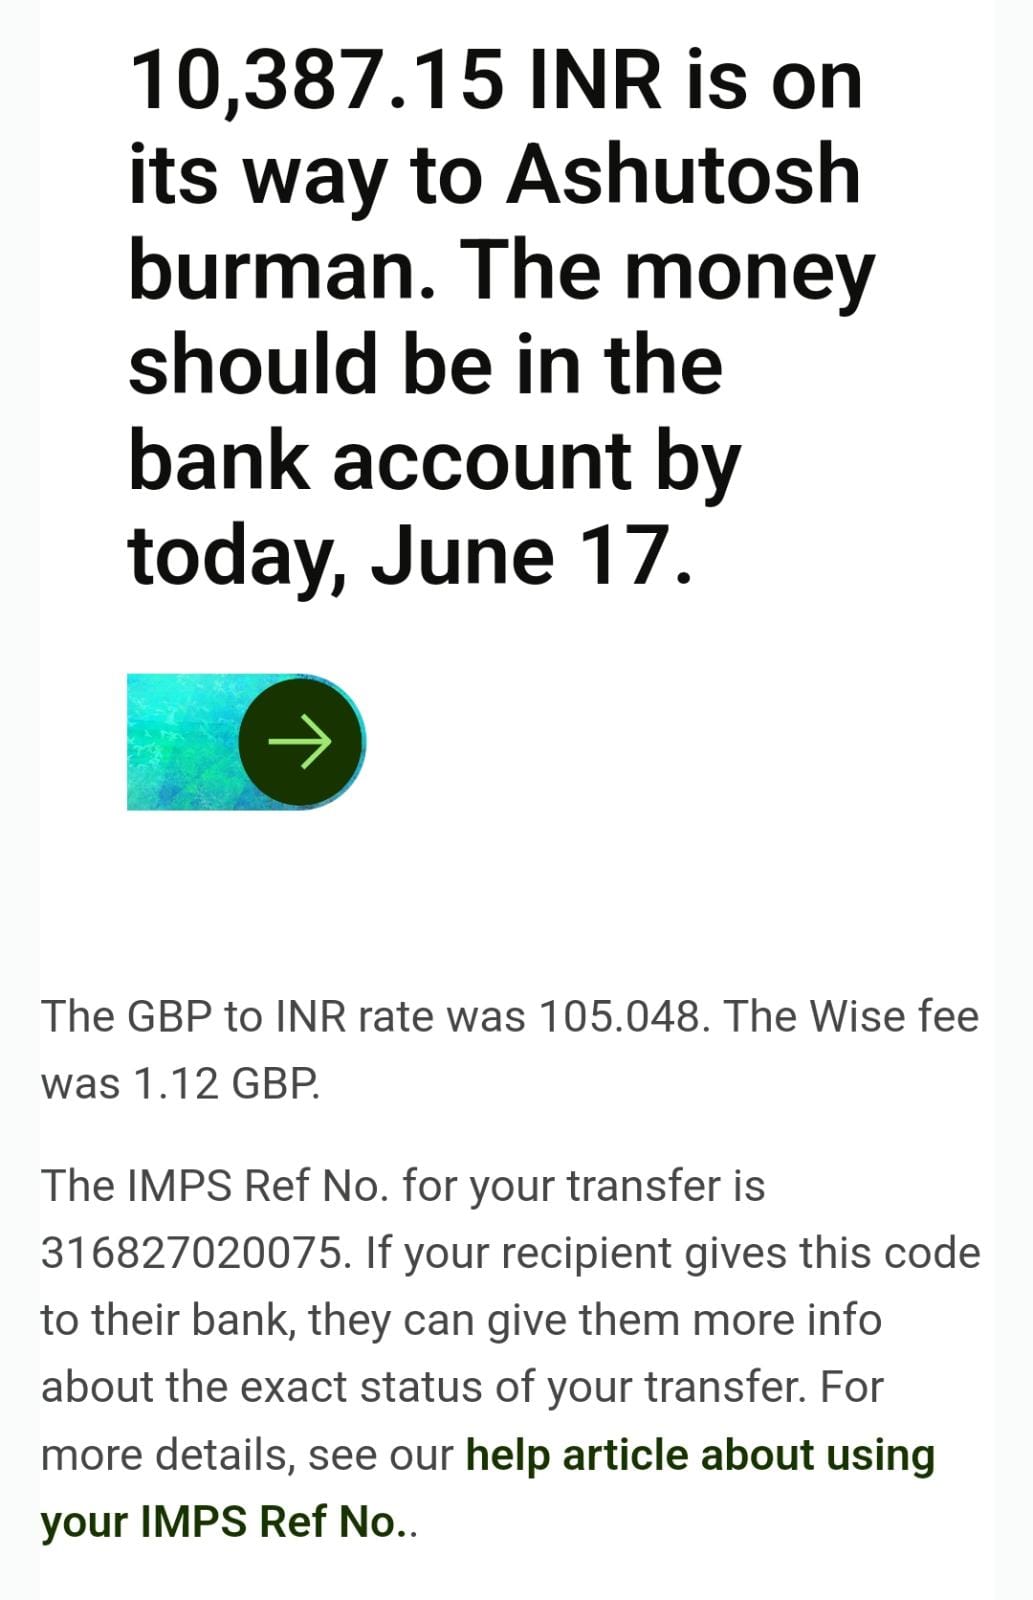 10,387.15 INR is on
its way to Ashutosh
burman. The money
should be in the
bank account by
today, June 17.
The GBP to INR rate was 105.048. The Wise fee
was 1.12 GBP.
The IMPS Ref No. for your transfer is
316827020075. If your recipient gives this code
to their bank, they can give them more info
about the exact status of your transfer. For
more details, see our help article about using
your IMPS Ref No..